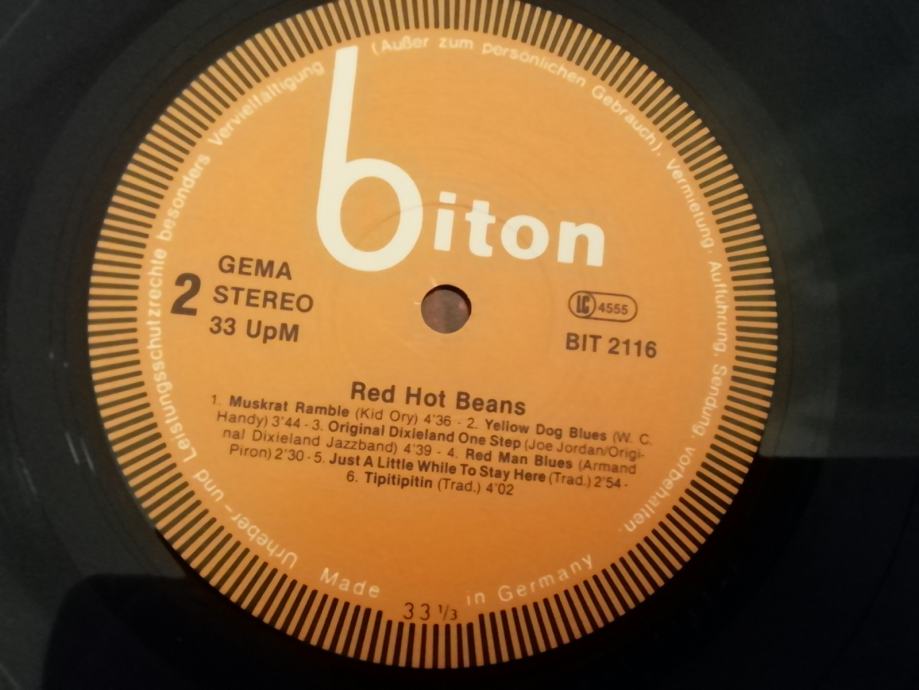 Urheber- und Leistungsschutzrechte besonders Vervielfältigung (Außer zum persönlichen Gebrauch), Vermietung, Aufführung, Sendung, vorbehalten.
biton
GEMA
2 STEREO
33 UpM
LC 4555
BIT 2116
Red Hot Beans
1. Muskrat Ramble (Kid Ory) 4'36 - 2. Yellow Dog Blues (W. C.
Handy) 3'44 - 3. Original Dixieland One Step (Joe Jordan/Origi-
nal Dixieland Jazzband) 4'39 - 4. Red Man Blues (Armand
Piron) 2'30 - 5. Just A Little While To Stay Here (Trad.) 2'54 -
6. Tipitipitin (Trad.) 4'02
Made in Germany
33 1/3